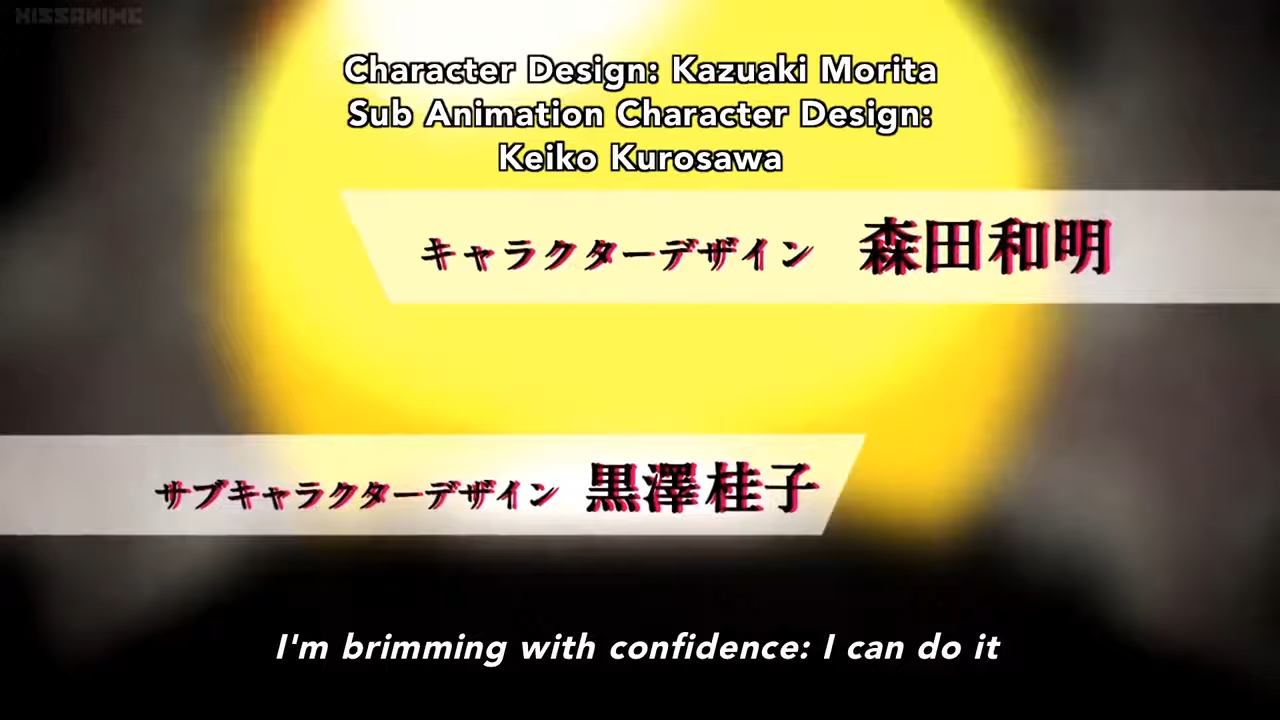 KISSANIME
Character Design: Kazuaki Morita
Sub Animation Character Design:
Keiko Kurosawa
キャラクターデザイン 森田和明
サブキャラクターデザイン 黒澤桂子
I'm brimming with confidence: I can do it